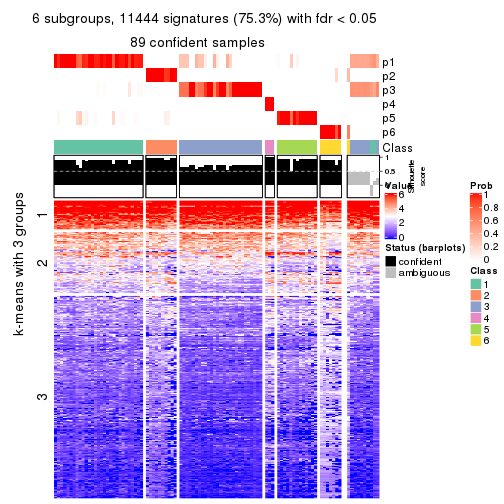 6 subgroups, 11444 signatures (75.3%) with fdr < 0.05
89 confident samples
p1
p2
p3
p4
p5
p6
Class
1
0.5
0
Silhouette
score
k-means with 3 groups
1
2
3
Value
6
4
2
0
Status (barplots)
confident
ambiguous
Prob
1
0.8
0.6
0.4
0.2
0
Class
1
2
3
4
5
6